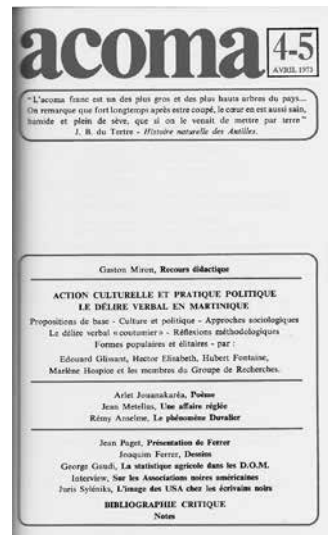 acoma
4-5
AVRIL 1973
"L'acoma franc est un des plus gros et des plus hauts arbres du pays...
On remarque que fort longtemps après estre coupé, le cœur en est aussi sain,
humide et plein de sève, que si on le venait de mettre par terre"
J. B. du Tertre - Histoire naturelle des Antilles.
Gaston Miron, Recours didactique
ACTION CULTURELLE ET PRATIQUE POLITIQUE
LE DÉLIRE VERBAL EN MARTINIQUE
Propositions de base - Culture et politique - Approches sociologiques
Le délire verbal « coutumier » - Réflexions méthodologiques
Formes populaires et élitaires - par :
Edouard Glissant, Hector Elisabeth, Hubert Fontaine,
Marlène Hospice et les membres du Groupe de Recherches.
Arlet Jouanakaréa, Poème
Jean Metellus, Une affaire réglée
Rémy Anselme, Le phénomène Duvalier
Jean Paget, Présentation de Ferrer
Joaquim Ferrer, Dessins
George Gaudi, La statistique agricole dans les D.O.M.
Interview, Sur les Associations noires américaines
Juris Syléniks, L'image des USA chez les écrivains noirs
BIBLIOGRAPHIE CRITIQUE
Notes